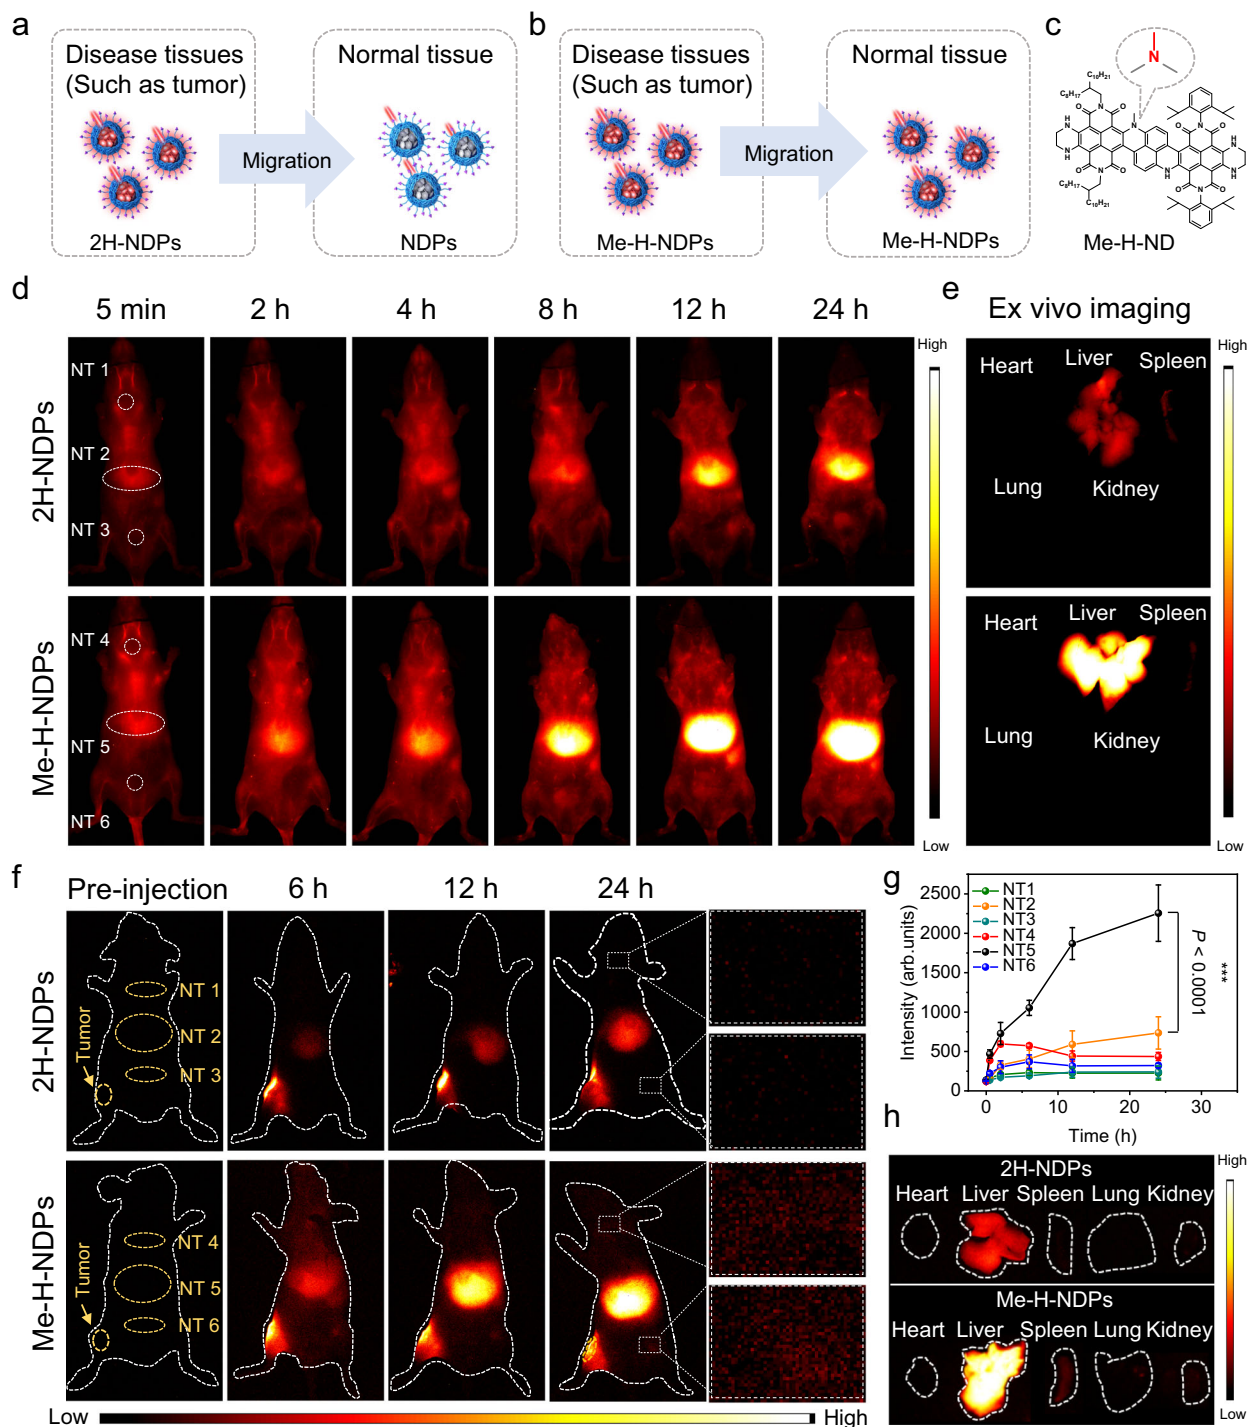 a
Disease tissues
(Such as tumor)
2H-NDPs
Migration
Normal tissue
NDPs
b
Disease tissues
(Such as tumor)
Me-H-NDPs
Migration
Normal tissue
Me-H-NDPs
c
N
C10H21
C8H17
O N O
N
H
N
H
O N O
C8H17
C10H21
N
N
H
O N O
H
N
N
H
O N O
Me-H-ND
d
5 min 2 h 4 h 8 h 12 h 24 h
2H-NDPs
NT 1
NT 2
NT 3
Me-H-NDPs
NT 4
NT 5
NT 6
High
Low
e
Ex vivo imaging
Heart Liver Spleen
Lung Kidney
Heart Liver Spleen
Lung Kidney
High
Low
f
Pre-injection 6 h 12 h 24 h
2H-NDPs
Tumor
NT 1
NT 2
NT 3
Me-H-NDPs
Tumor
NT 4
NT 5
NT 6
Low High
g
Intensity (arb.units)
2500
2000
1500
1000
500
0
NT1
NT2
NT3
NT4
NT5
NT6
P < 0.0001
***
0 10 20 30
Time (h)
h
2H-NDPs
Heart Liver Spleen Lung Kidney
Me-H-NDPs
Heart Liver Spleen Lung Kidney
High
Low